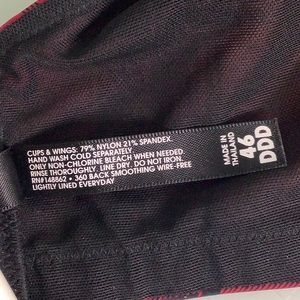 CUPS & WINGS: 79% NYLON 21% SPANDEX
HAND WASH COLD SEPARATELY.
ONLY NON-CHLORINE BLEACH WHEN NEEDED.
RINSE THOROUGHLY. LINE DRY. DO NOT IRON.
RN#148862 • 360 BACK SMOOTHING WIRE-FREE
LIGHTLY LINED EVERYDAY
MADE IN
THAILAND
46
DDD